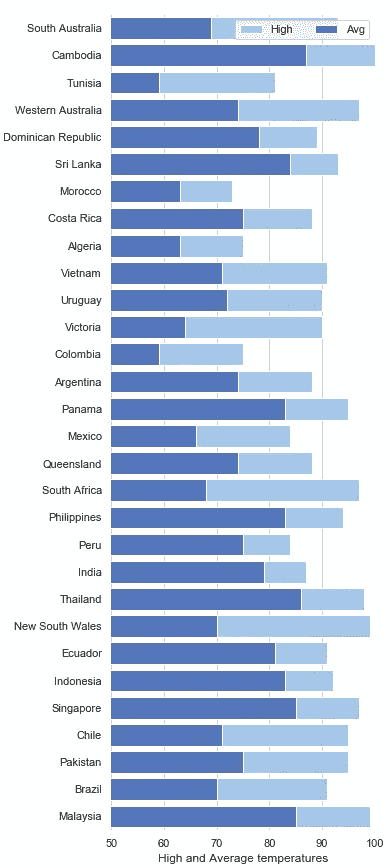 South Australia
High Avg
Cambodia
Tunisia
Western Australia
Dominican Republic
Sri Lanka
Morocco
Costa Rica
Algeria
Vietnam
Uruguay
Victoria
Colombia
Argentina
Panama
Mexico
Queensland
South Africa
Philippines
Peru
India
Thailand
New South Wales
Ecuador
Indonesia
Singapore
Chile
Pakistan
Brazil
Malaysia
50 60 70 80 90 100
High and Average temperatures